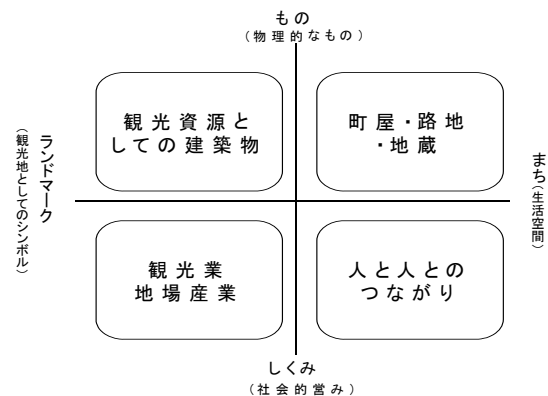 もの
(物理的なもの)
観光資源と
しての建築物
町屋・路地
・地蔵
ランドマーク
(観光地としてのシンボル)
まち(生活空間)
観光業
地場産業
人と人との
つながり
しくみ
(社会的営み)